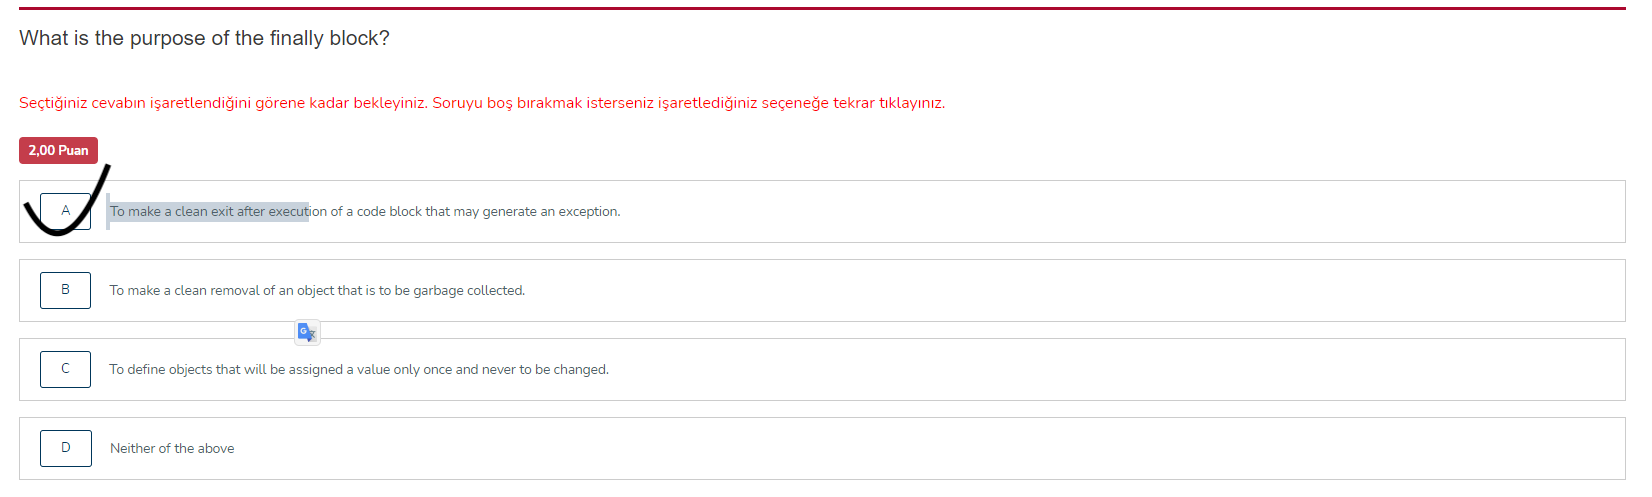 What is the purpose of the finally block?
Seçtiğiniz cevabın işaretlendiğini görene kadar bekleyiniz. Soruyu boş bırakmak isterseniz işaretlediğiniz seçeneğe tekrar tıklayınız.
2,00 Puan
A To make a clean exit after execution of a code block that may generate an exception.
B To make a clean removal of an object that is to be garbage collected.
C To define objects that will be assigned a value only once and never to be changed.
D Neither of the above